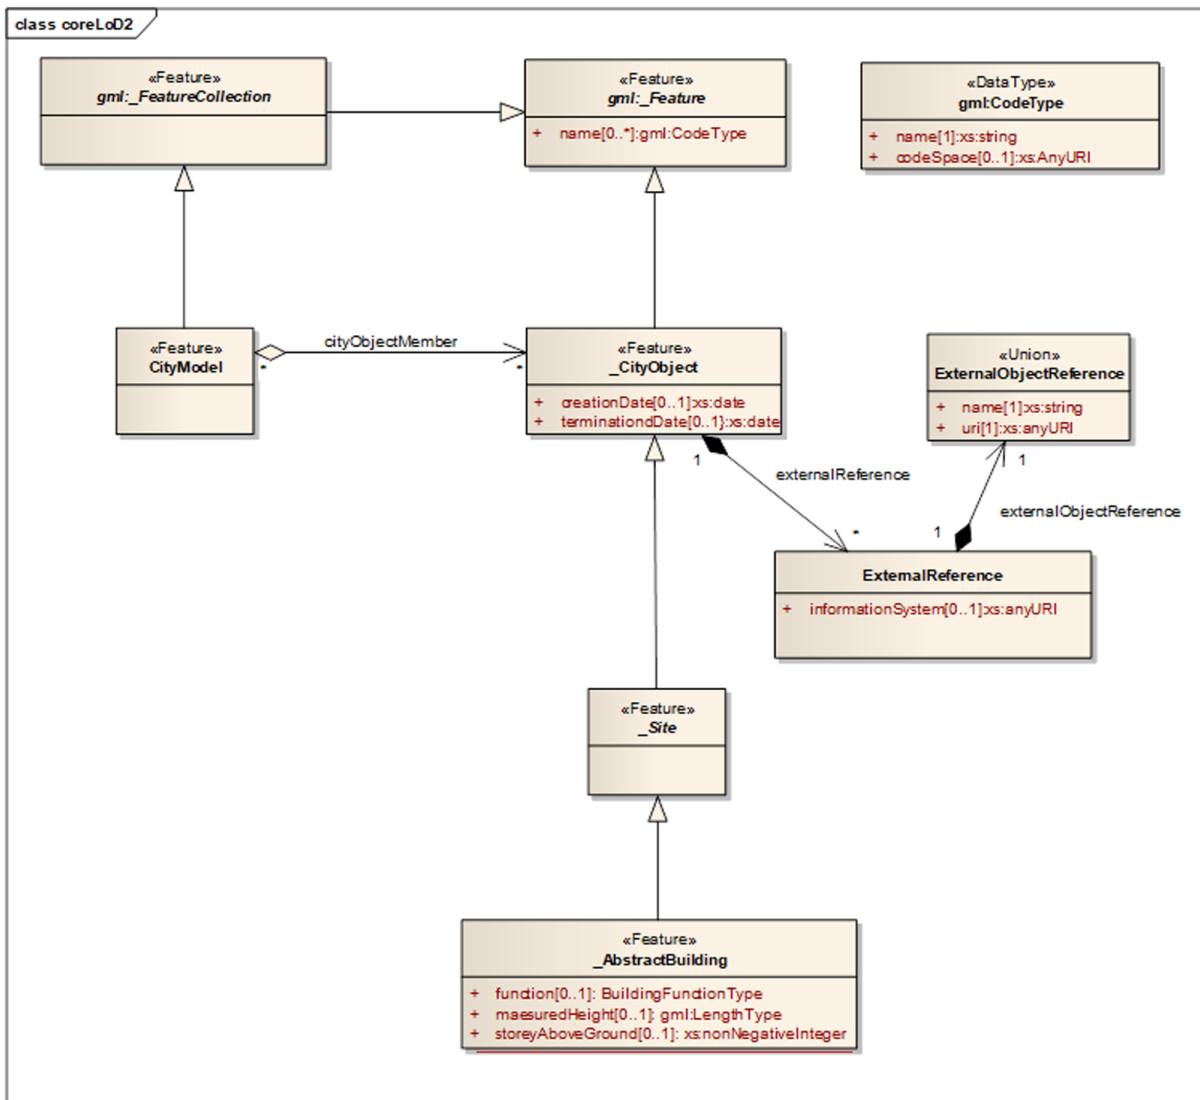 class coreLoD2
«Feature»
gml:_FeatureCollection
«Feature»
gml:_Feature
+ name[0..*]:gml:CodeType
«DataType»
gml:CodeType
+ name[1]:xs:string
+ codeSpace[0..1]:xs:AnyURI
«Feature»
CityModel
*
cityObjectMember
*
«Feature»
_CityObject
+ creationDate[0..1]:xs:date
+ terminationdDate[0..1}:xs:date
«Union»
ExternalObjectReference
+ name[1]:xs:string
+ uri[1]:xs:anyURI
1
externalReference
*
1
externalObjectReference
1
ExternalReference
+ informationSystem[0..1]:xs:anyURI
«Feature»
_Site
«Feature»
_AbstractBuilding
+ function[0..1]: BuildingFunctionType
+ maesuredHeight[0..1]: gml:LengthType
+ storeyAboveGround[0..1]: xs:nonNegativeInteger